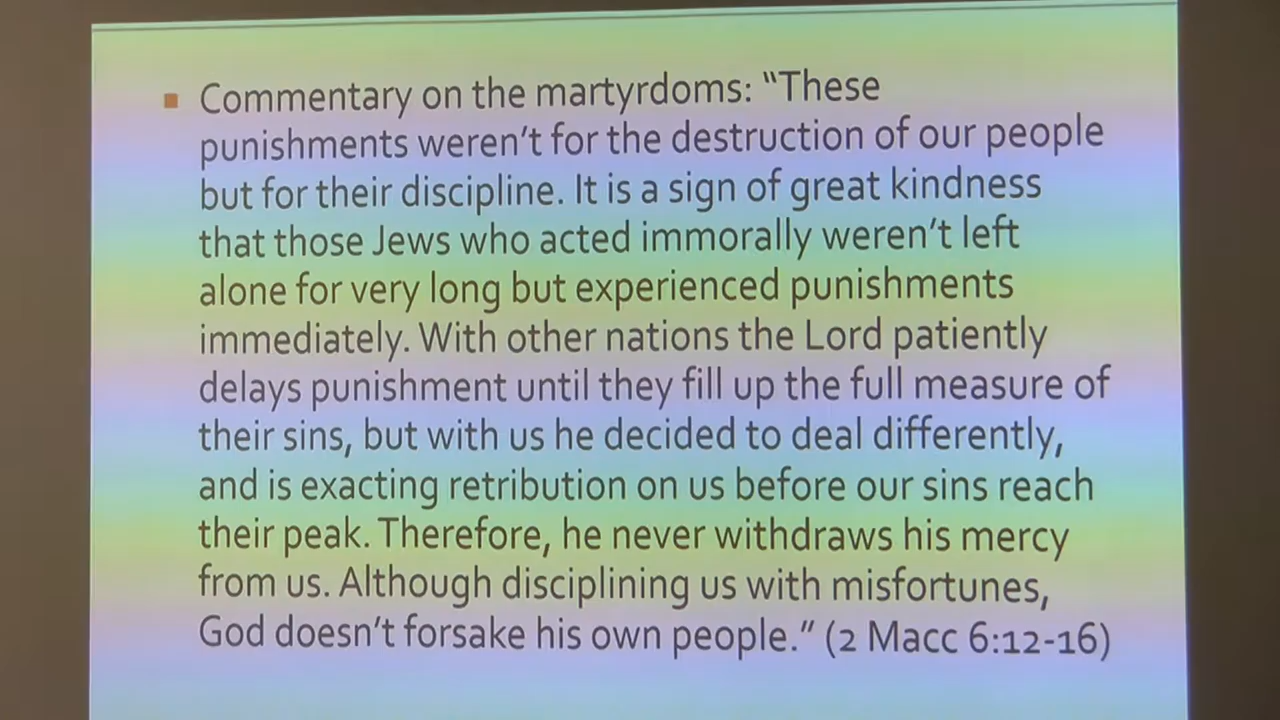 ▪ Commentary on the martyrdoms: “These
punishments weren’t for the destruction of our people
but for their discipline. It is a sign of great kindness
that those Jews who acted immorally weren’t left
alone for very long but experienced punishments
immediately. With other nations the Lord patiently
delays punishment until they fill up the full measure of
their sins, but with us he decided to deal differently,
and is exacting retribution on us before our sins reach
their peak. Therefore, he never withdraws his mercy
from us. Although disciplining us with misfortunes,
God doesn’t forsake his own people.” (2 Macc 6:12-16)